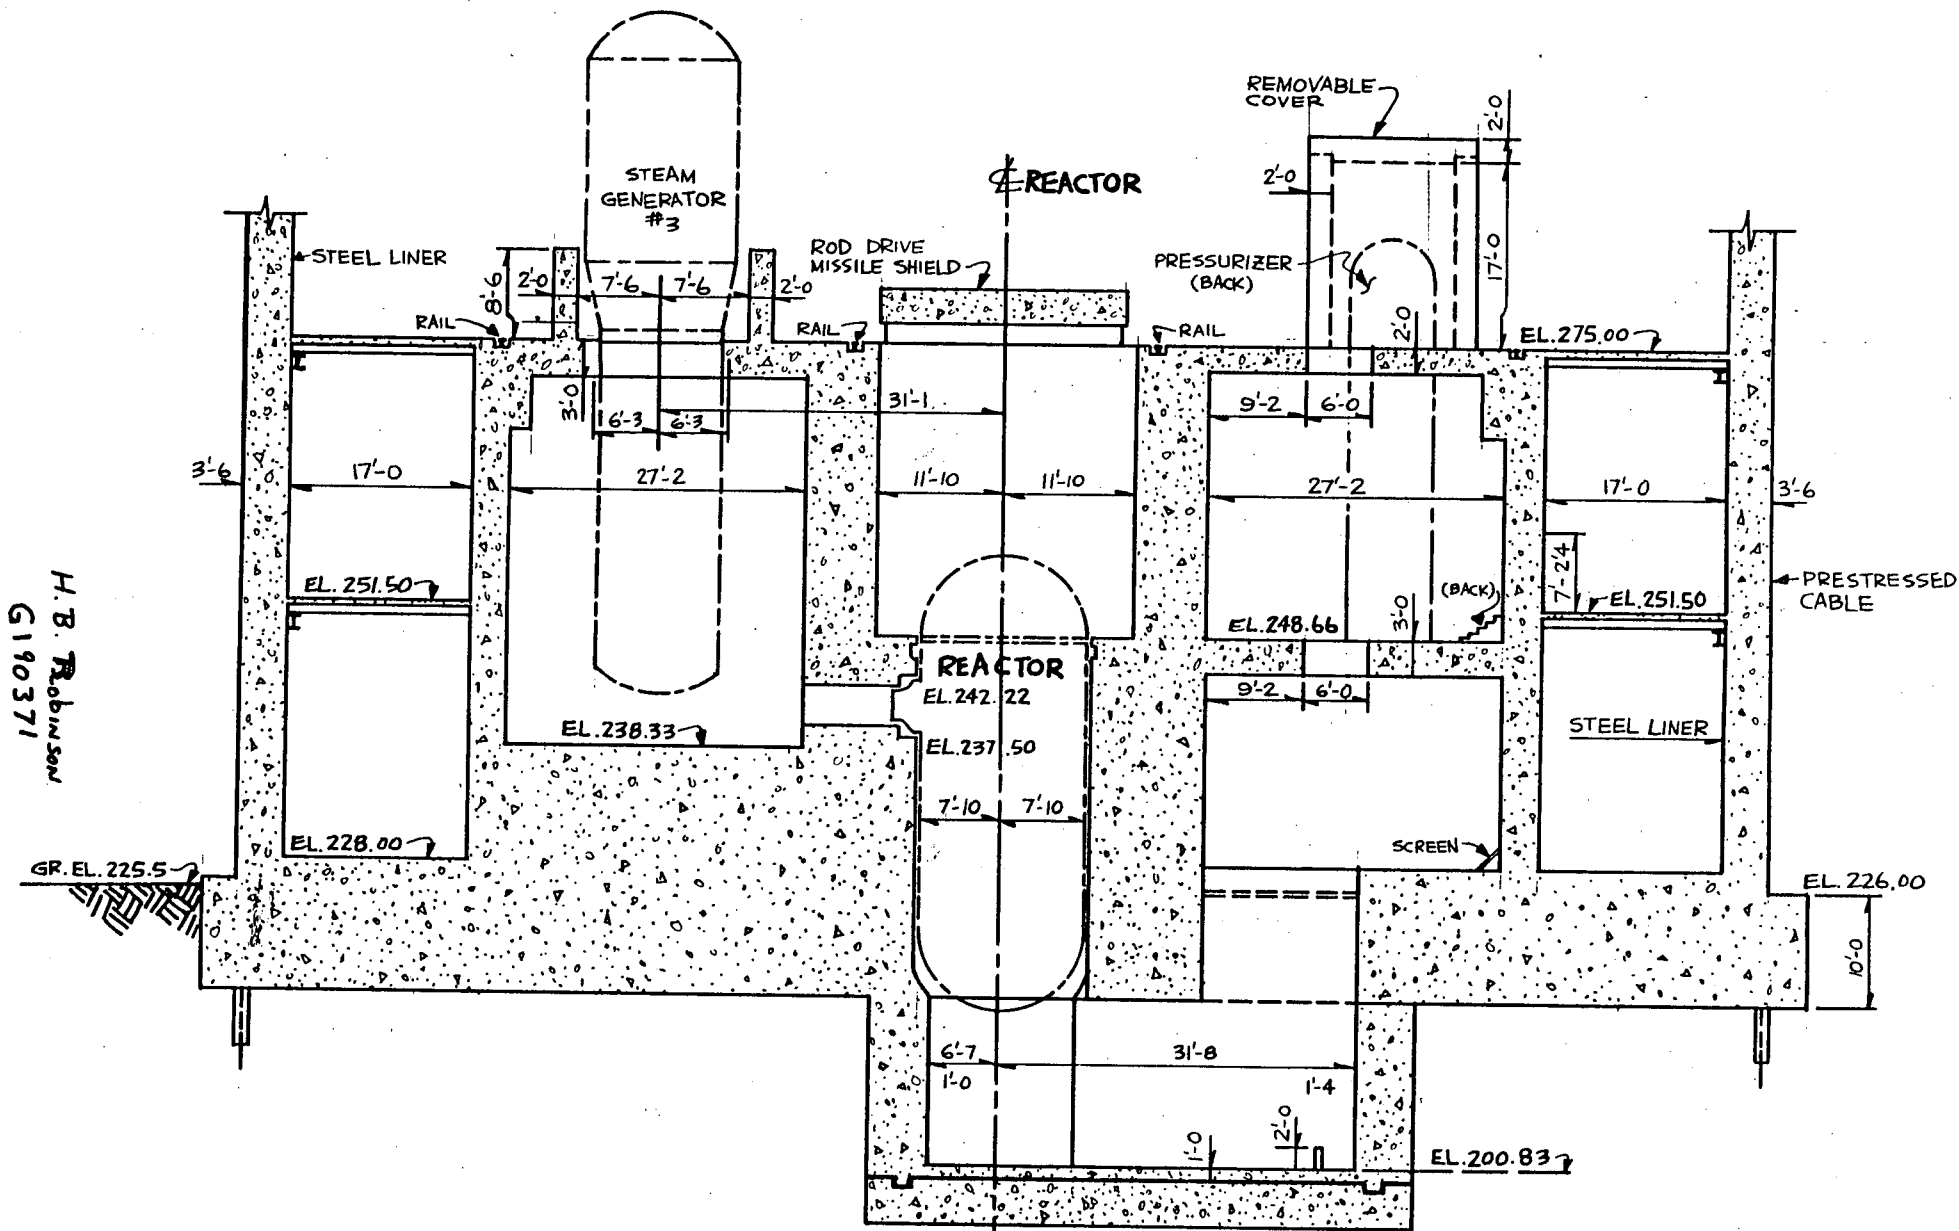 REMOVABLE
COVER
2'-0
STEAM
GENERATOR
#3
℄ REACTOR
2'-0
17'-0
STEEL LINER
8'-6
2'-0
7'-6
7'-6
2'-0
ROD DRIVE
MISSILE SHIELD
PRESSURIZER
(BACK)
RAIL
RAIL
RAIL
2'-0
EL.275.00
3'-0
6'-3
6'-3
31'-1
9'-2
6'-0
3'-6
17'-0
27'-2
11'-10
11'-10
27'-2
17'-0
3'-6
EL.251.50
7'-2¼
(BACK)
EL.251.50
PRESTRESSED
CABLE
EL.248.66
3'-0
REACTOR
EL.242.22
9'-2
6'-0
EL.238.33
EL.237.50
STEEL LINER
7'-10
7'-10
EL.228.00
SCREEN
GR.EL.225.5
EL.226.00
10'-0
6'-7
31'-8
1'-0
1'-4
1'-0
2'-0
EL.200.83
H.B. Robinson
G190371